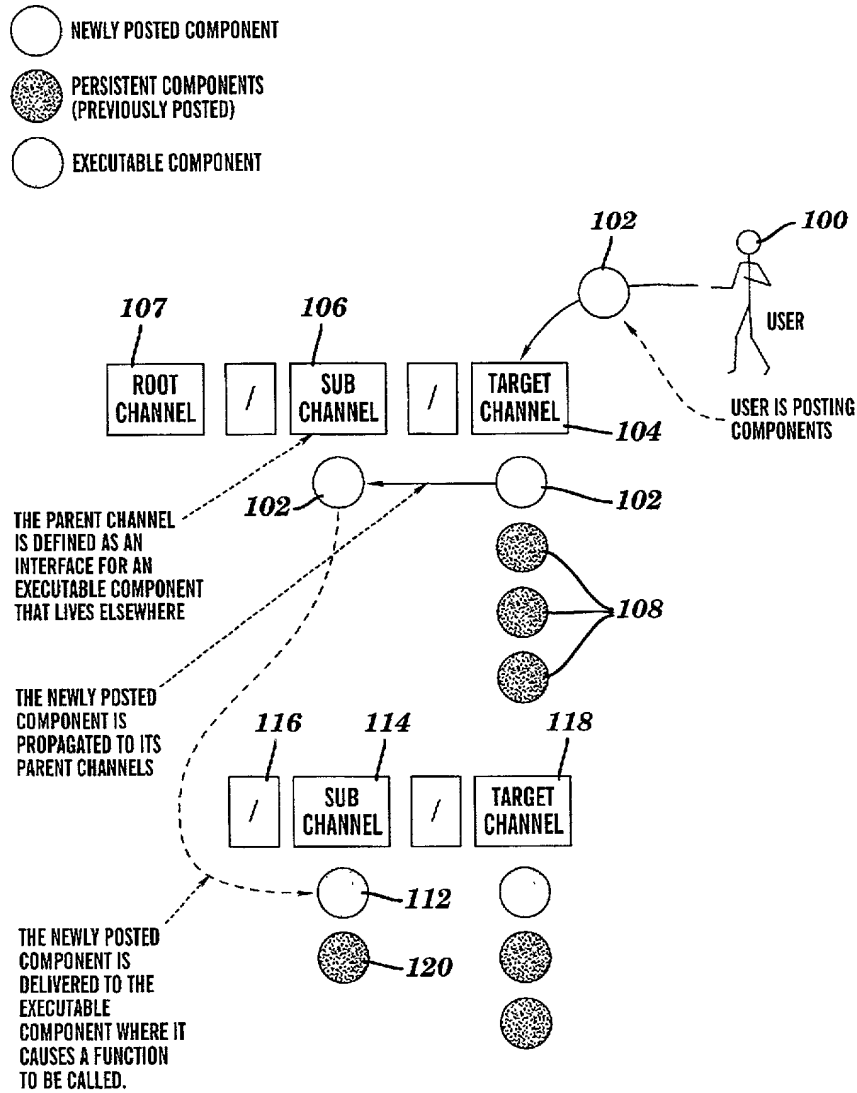 NEWLY POSTED COMPONENT
PERSISTENT COMPONENTS
(PREVIOUSLY POSTED)
EXECUTABLE COMPONENT
102
100
107
106
USER
ROOT
CHANNEL
/
SUB
CHANNEL
/
TARGET
CHANNEL
104
USER IS POSTING
COMPONENTS
102
102
THE PARENT CHANNEL
IS DEFINED AS AN
INTERFACE FOR AN
EXECUTABLE COMPONENT
THAT LIVES ELSEWHERE
108
THE NEWLY POSTED
COMPONENT IS
PROPAGATED TO ITS
PARENT CHANNELS
116
114
118
/
SUB
CHANNEL
/
TARGET
CHANNEL
112
120
THE NEWLY POSTED
COMPONENT IS
DELIVERED TO THE
EXECUTABLE
COMPONENT WHERE IT
CAUSES A FUNCTION
TO BE CALLED.